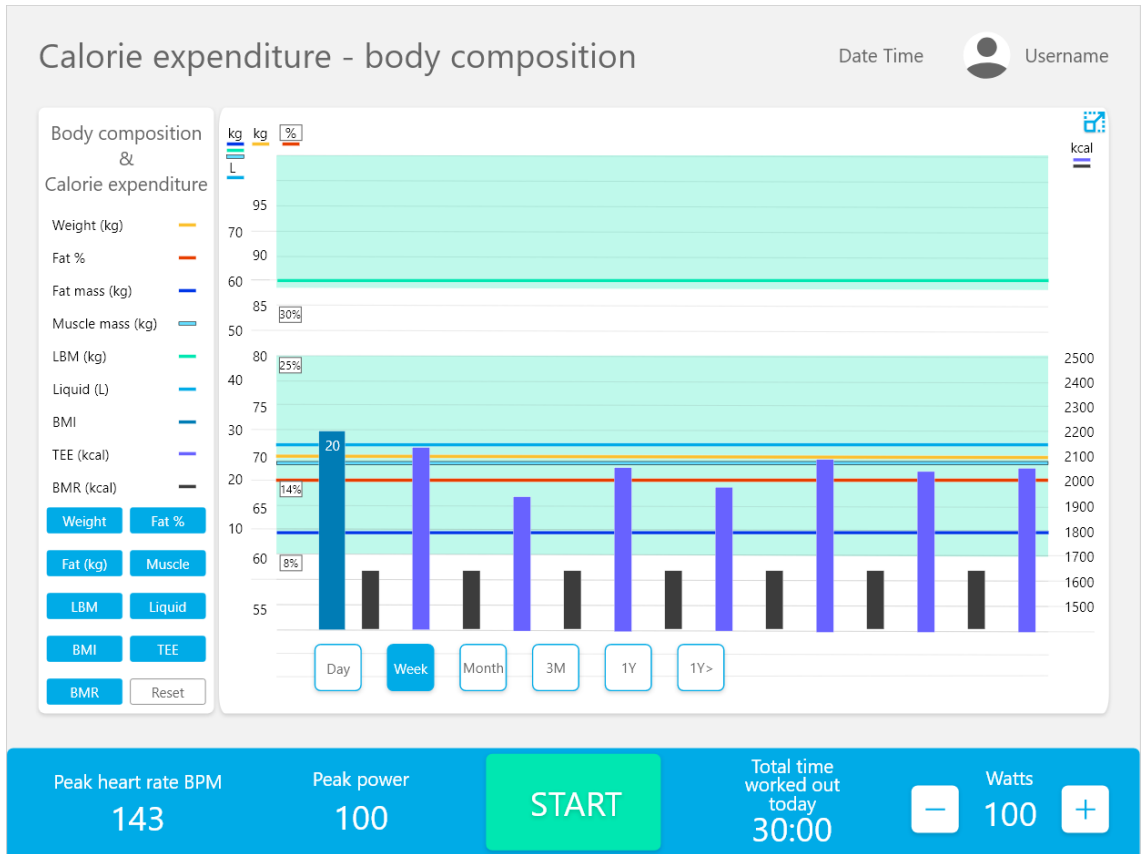 Calorie expenditure - body composition
Date Time
Username
Body composition
&
Calorie expenditure
Weight (kg)
Fat %
Fat mass (kg)
Muscle mass (kg)
LBM (kg)
Liquid (L)
BMI
TEE (kcal)
BMR (kcal)
Weight
Fat %
Fat (kg)
Muscle
LBM
Liquid
BMI
TEE
BMR
Reset
kg kg %
L
kcal
95
70
90
60
85
30%
50
80
25%
40
75
30
70
20
14%
65
10
60
8%
55
20
2500
2400
2300
2200
2100
2000
1900
1800
1700
1600
1500
Day
Week
Month
3M
1Y
1Y>
Peak heart rate BPM
143
Peak power
100
START
Total time
worked out
today
30:00
−
Watts
100
+